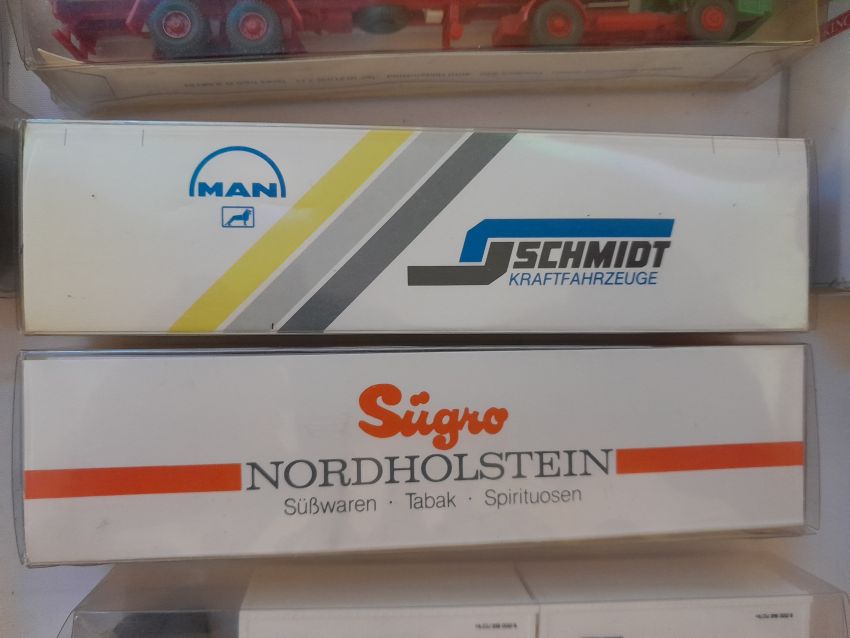 MAN
SCHMIDT
KRAFTFAHRZEUGE
Sügro
NORDHOLSTEIN
Süßwaren · Tabak · Spirituosen